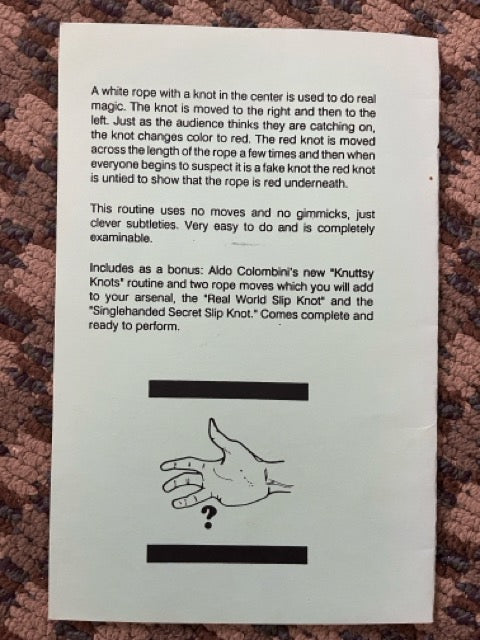 A white rope with a knot in the center is used to do real
magic. The knot is moved to the right and then to the
left. Just as the audience thinks they are catching on,
the knot changes color to red. The red knot is moved
across the length of the rope a few times and then when
everyone begins to suspect it is a fake knot the red knot
is untied to show that the rope is red underneath.
This routine uses no moves and no gimmicks, just
clever subtleties. Very easy to do and is completely
examinable.
Includes as a bonus: Aldo Colombini's new "Knuttsy
Knots" routine and two rope moves which you will add
to your arsenal, the "Real World Slip Knot" and the
"Singlehanded Secret Slip Knot." Comes complete and
ready to perform.
?